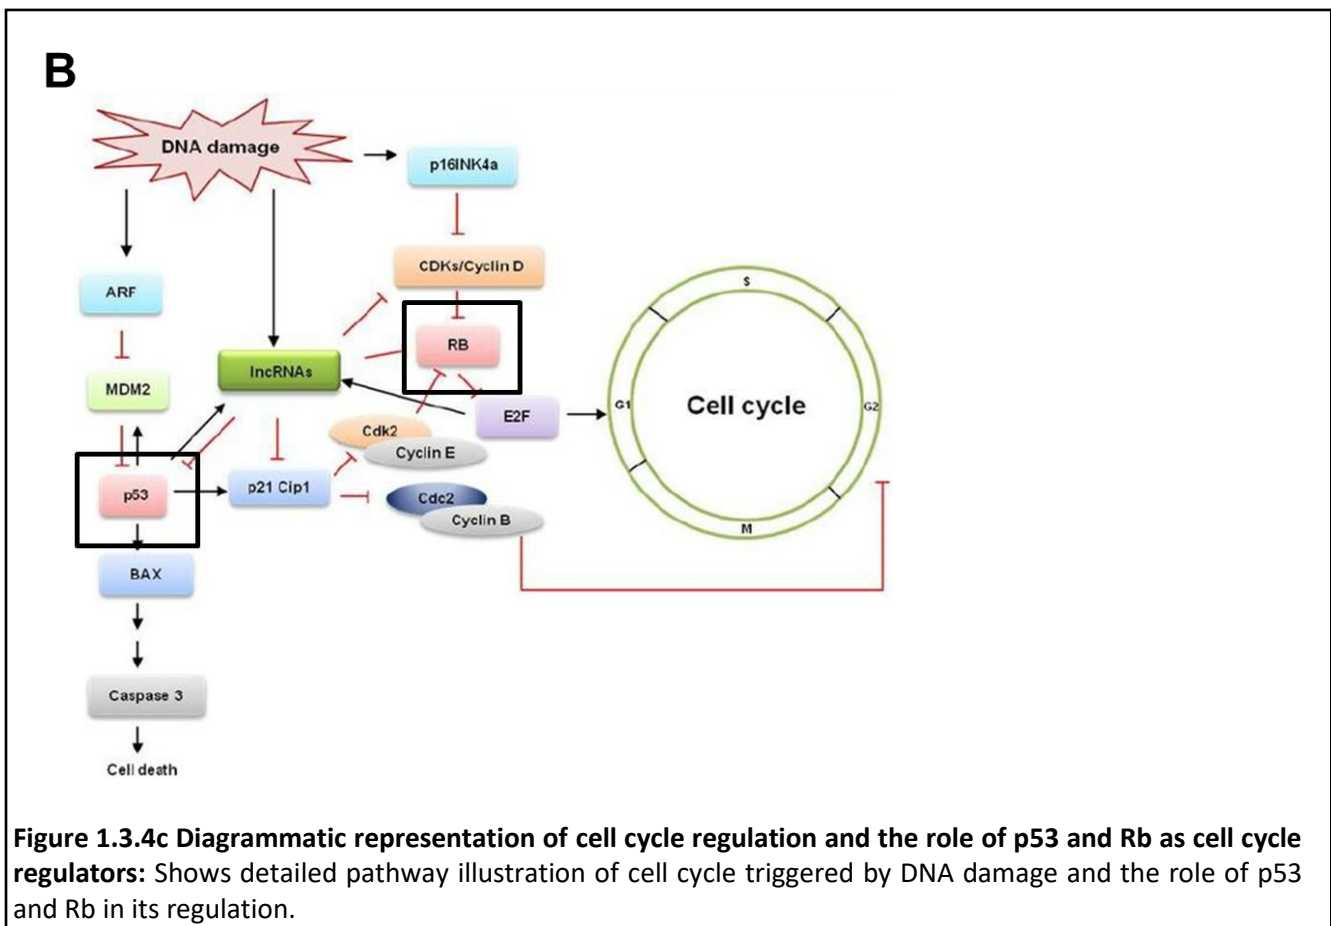 B
DNA damage
p16INK4a
CDKs/Cyclin D
ARF
RB
lncRNAs
MDM2
E2F
Cdk2
Cyclin E
p53
p21 Cip1
Cdc2
Cyclin B
BAX
Caspase 3
Cell death
S
G1
Cell cycle
G2
M
Figure 1.3.4c Diagrammatic representation of cell cycle regulation and the role of p53 and Rb as cell cycle
regulators: Shows detailed pathway illustration of cell cycle triggered by DNA damage and the role of p53
and Rb in its regulation.